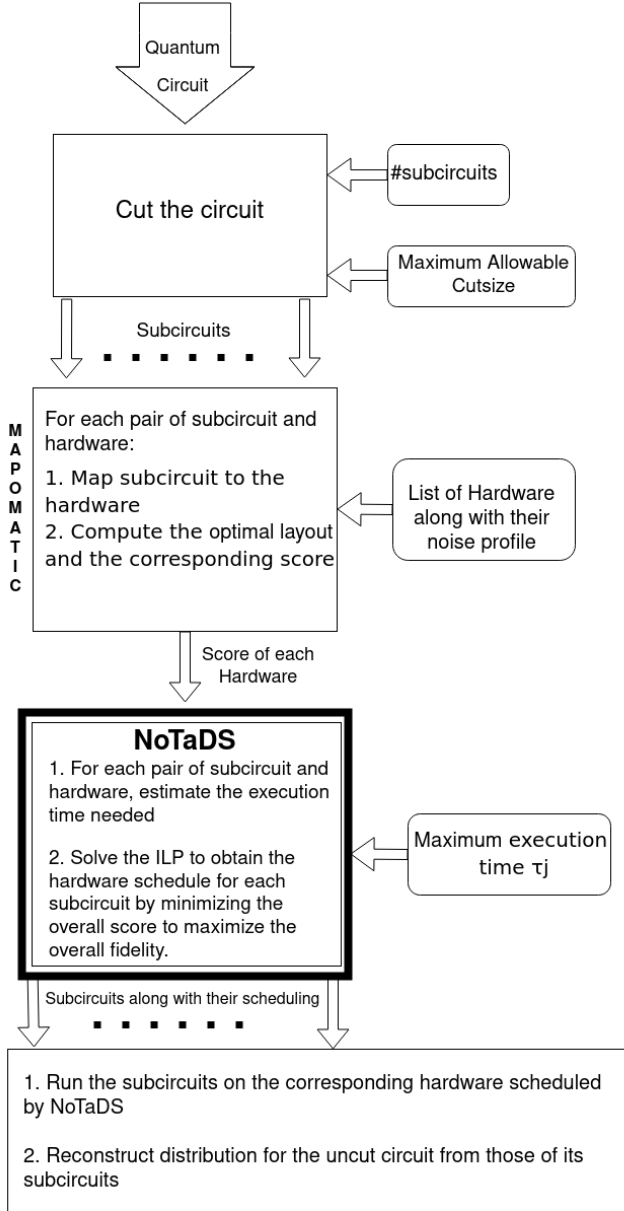 Quantum
Circuit
Cut the circuit
#subcircuits
Maximum Allowable
Cutsize
Subcircuits
MAPOMATIC
For each pair of subcircuit and
hardware:
1. Map subcircuit to the
hardware
2. Compute the optimal layout
and the corresponding score
List of Hardware
along with their
noise profile
Score of each
Hardware
NoTaDS
1. For each pair of subcircuit and
hardware, estimate the execution
time needed
2. Solve the ILP to obtain the
hardware schedule for each
subcircuit by minimizing the
overall score to maximize the
overall fidelity.
Maximum execution
time τj
Subcircuits along with their scheduling
1. Run the subcircuits on the corresponding hardware scheduled
by NoTaDS
2. Reconstruct distribution for the uncut circuit from those of its
subcircuits